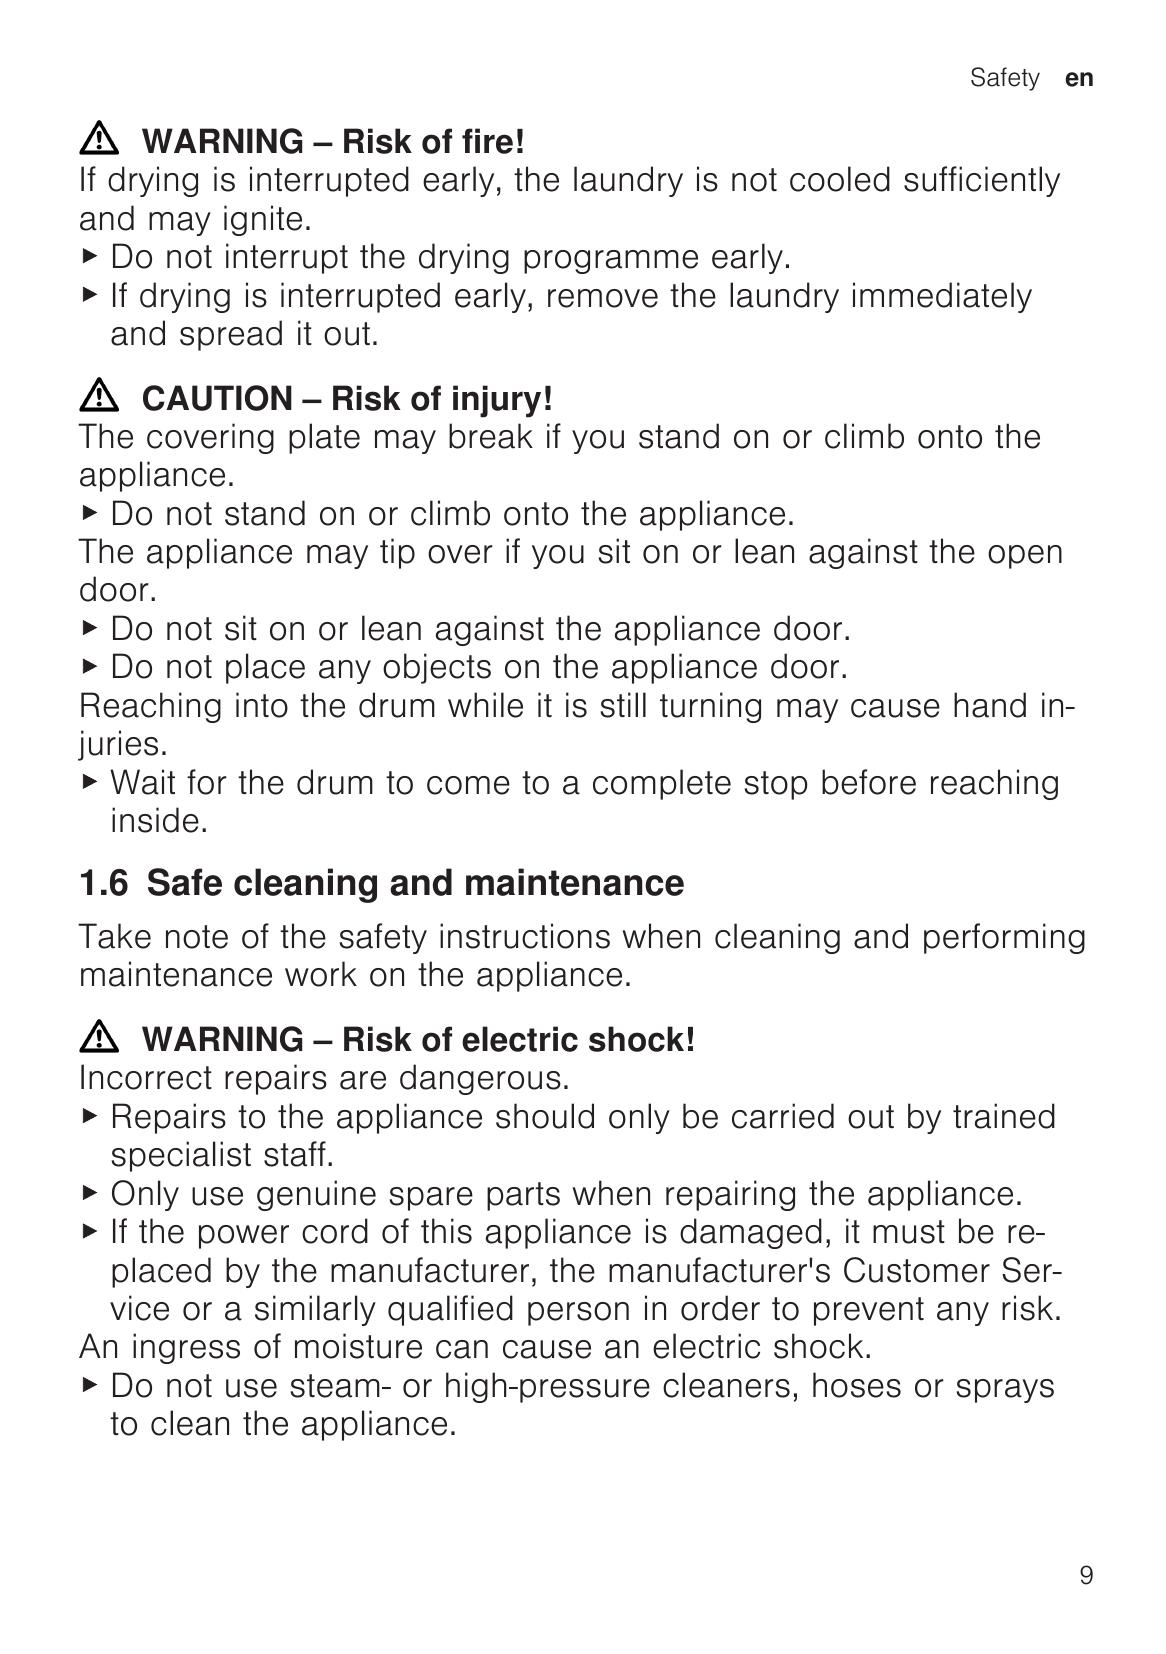 Safety en
WARNING – Risk of fire!
If drying is interrupted early, the laundry is not cooled sufficiently
and may ignite.
▶ Do not interrupt the drying programme early.
▶ If drying is interrupted early, remove the laundry immediately
and spread it out.
CAUTION – Risk of injury!
The covering plate may break if you stand on or climb onto the
appliance.
▶ Do not stand on or climb onto the appliance.
The appliance may tip over if you sit on or lean against the open
door.
▶ Do not sit on or lean against the appliance door.
▶ Do not place any objects on the appliance door.
Reaching into the drum while it is still turning may cause hand in-
juries.
▶ Wait for the drum to come to a complete stop before reaching
inside.
1.6 Safe cleaning and maintenance
Take note of the safety instructions when cleaning and performing
maintenance work on the appliance.
WARNING – Risk of electric shock!
Incorrect repairs are dangerous.
▶ Repairs to the appliance should only be carried out by trained
specialist staff.
▶ Only use genuine spare parts when repairing the appliance.
▶ If the power cord of this appliance is damaged, it must be re-
placed by the manufacturer, the manufacturer's Customer Ser-
vice or a similarly qualified person in order to prevent any risk.
An ingress of moisture can cause an electric shock.
▶ Do not use steam- or high-pressure cleaners, hoses or sprays
to clean the appliance.
9